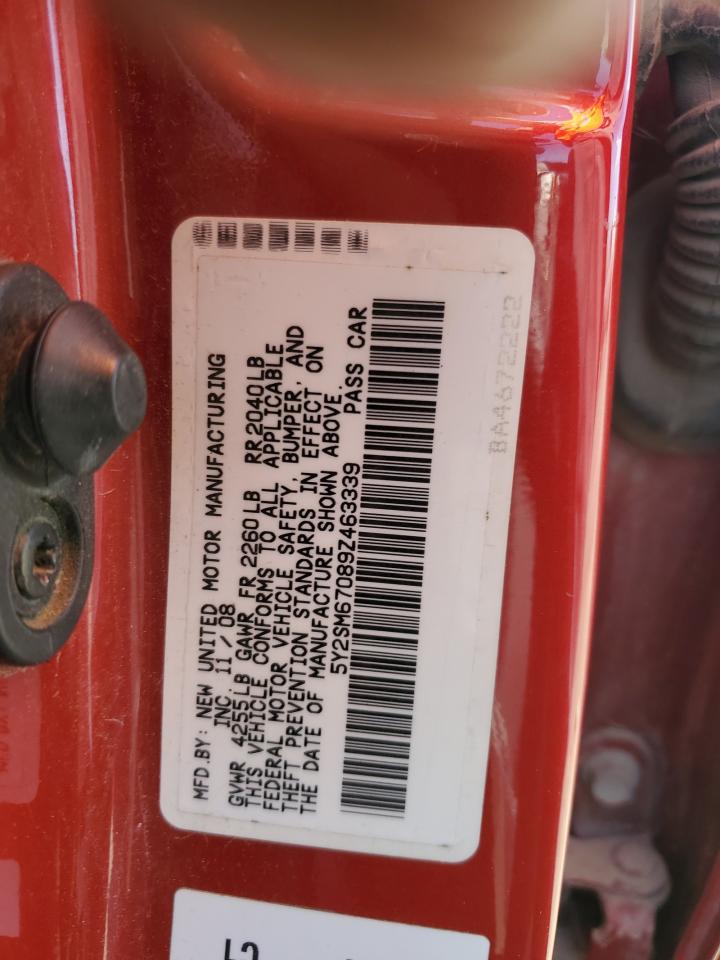 MFD.BY: NEW UNITED MOTOR MANUFACTURING
INC. 11/08
GVWR 4255LB GAWR FR 2260LB RR2040LB
THIS VEHICLE CONFORMS TO ALL APPLICABLE
FEDERAL MOTOR VEHICLE SAFETY, BUMPER, AND
THEFT PREVENTION STANDARDS IN EFFECT ON
THE DATE OF MANUFACTURE SHOWN ABOVE.
5Y2SM67089Z463339 PASS CAR
BA4672222